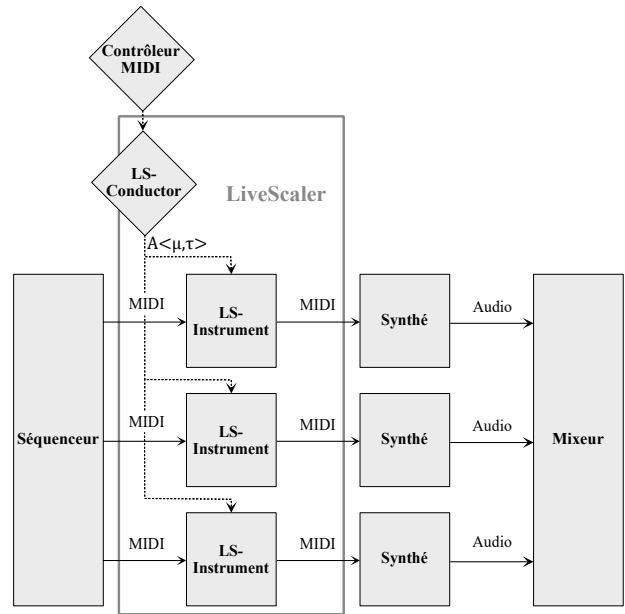 Contrôleur
MIDI
LS-
Conductor
LiveScaler
A<μ,τ>
MIDI
LS-
Instrument
MIDI
Synthé
Audio
Séquenceur
MIDI
LS-
Instrument
MIDI
Synthé
Audio
Mixeur
MIDI
LS-
Instrument
MIDI
Synthé
Audio